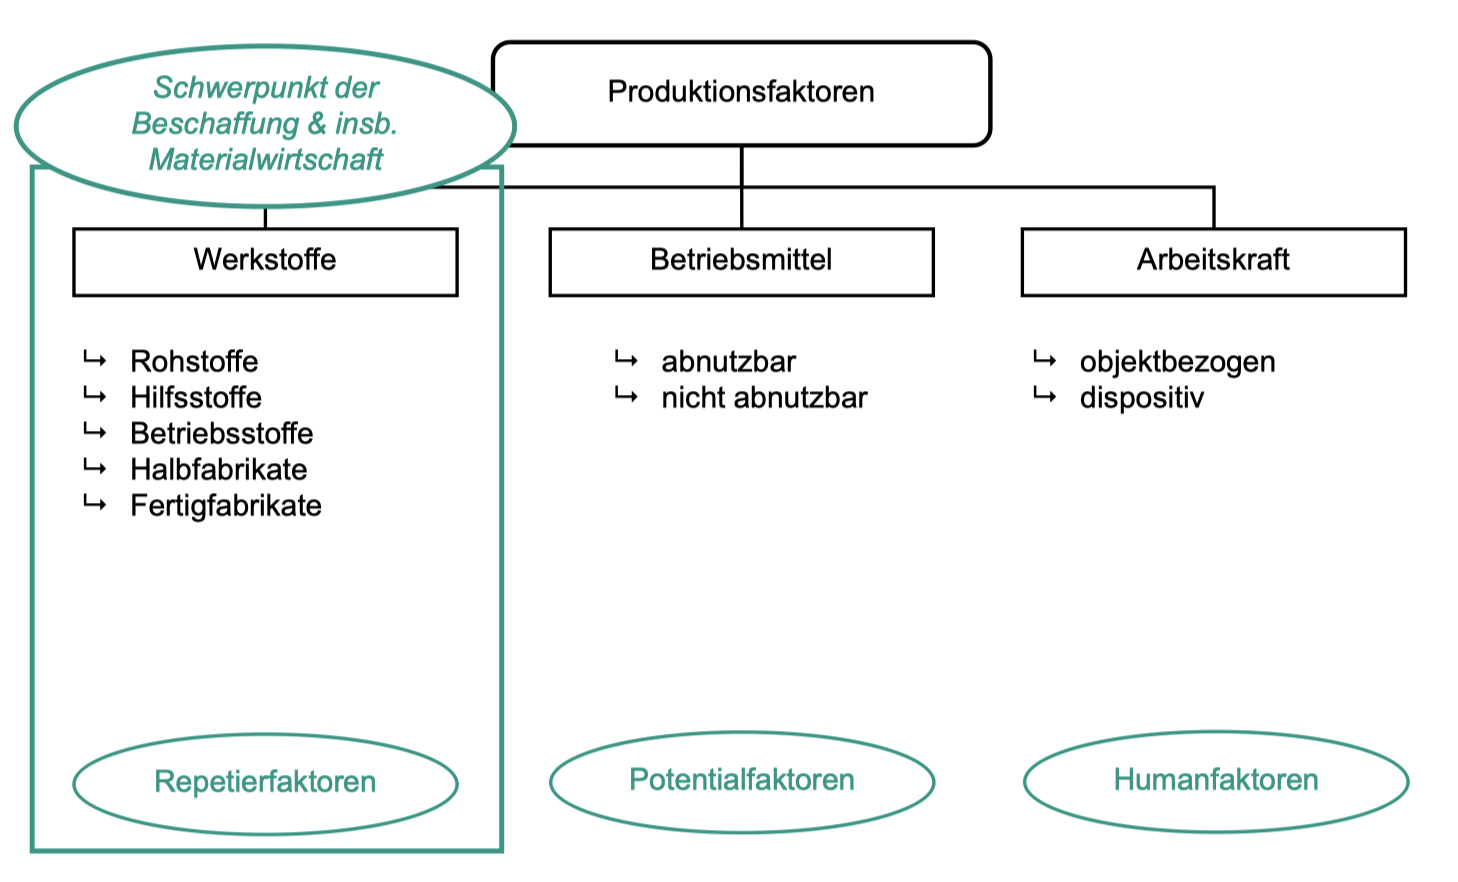 Schwerpunkt der
Beschaffung & insb.
Materialwirtschaft
Produktionsfaktoren
Werkstoffe
↳ Rohstoffe
↳ Hilfsstoffe
↳ Betriebsstoffe
↳ Halbfabrikate
↳ Fertigfabrikate
Repetierfaktoren
Betriebsmittel
↳ abnutzbar
↳ nicht abnutzbar
Potentialfaktoren
Arbeitskraft
↳ objektbezogen
↳ dispositiv
Humanfaktoren